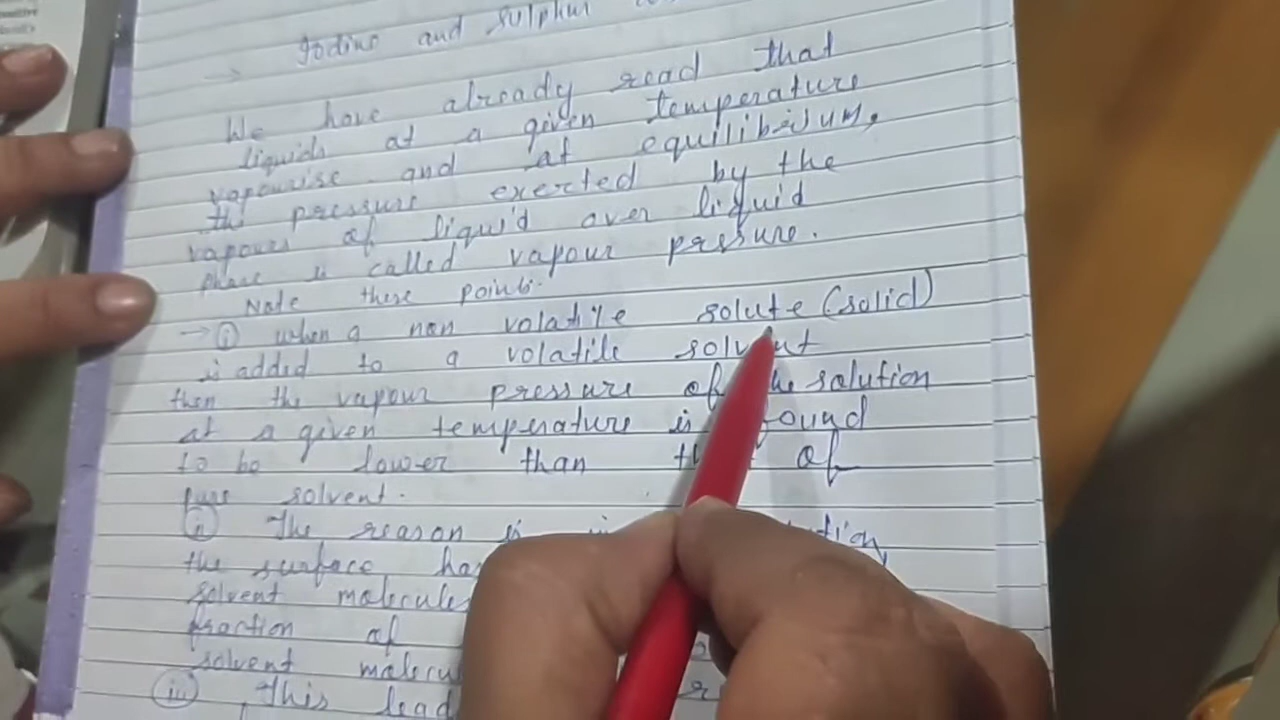 Iodine and sulphur
→
We have already read that
liquids at a given temperature
vapourise and at equilibrium,
the pressure exerted by the
vapours of liquid over liquid
phase is called vapour pressure.
Note these points.
→ (i) when a non volatile solute (solid)
is added to a volatile solvent
then the vapour pressure of the solution
at a given temperature is found
to be lower than of
pure solvent.
(ii) The reason is
the surface has
solvent molecules
fraction of
solvent
(iii) This